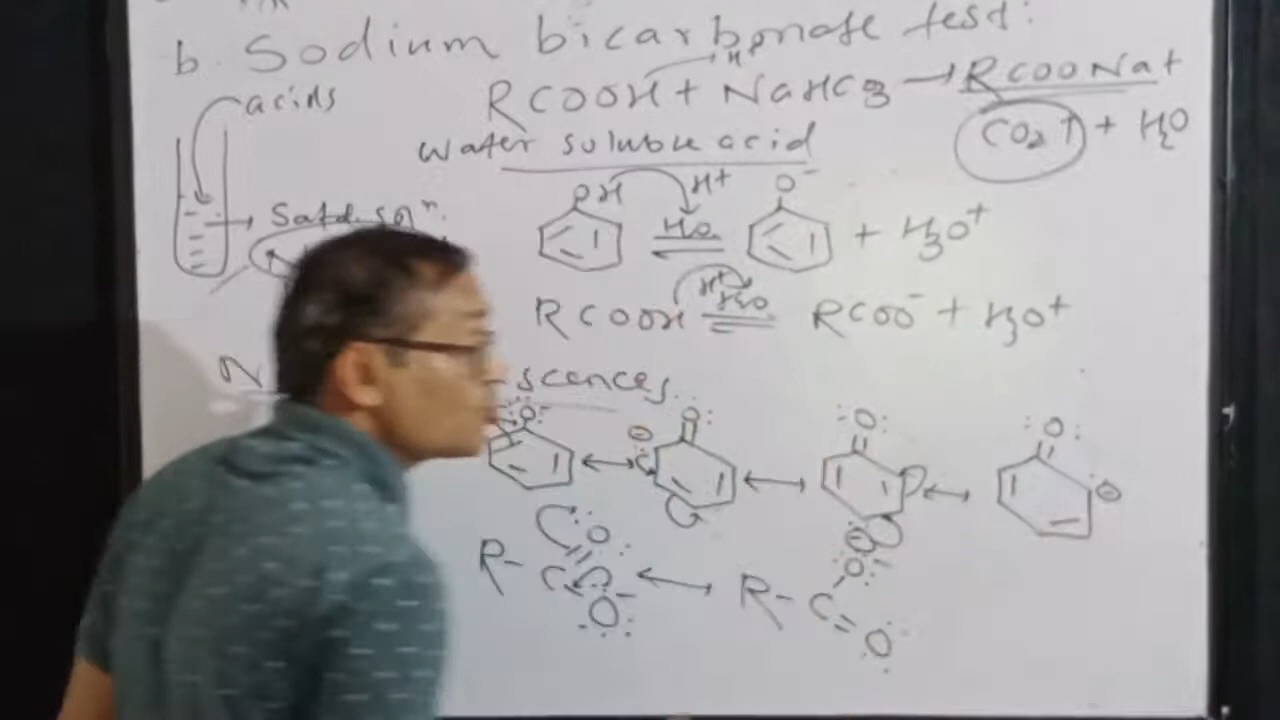 b. Sodium bicarbonate test:
acids
RCOOH + NaHCO3 → RCOONa+
CO2↑ + H2O
Water soluble acid
OH H+ O-
Satd. soln.
H2O + H3O+
H+
RCOOH H2O RCOO- + H3O+
N scences
:O:- ⊖ :O: :O: :O:
↔ C ↔ ↔ ⊖
⊖
R-C O O- ↔ R-C-O- =O